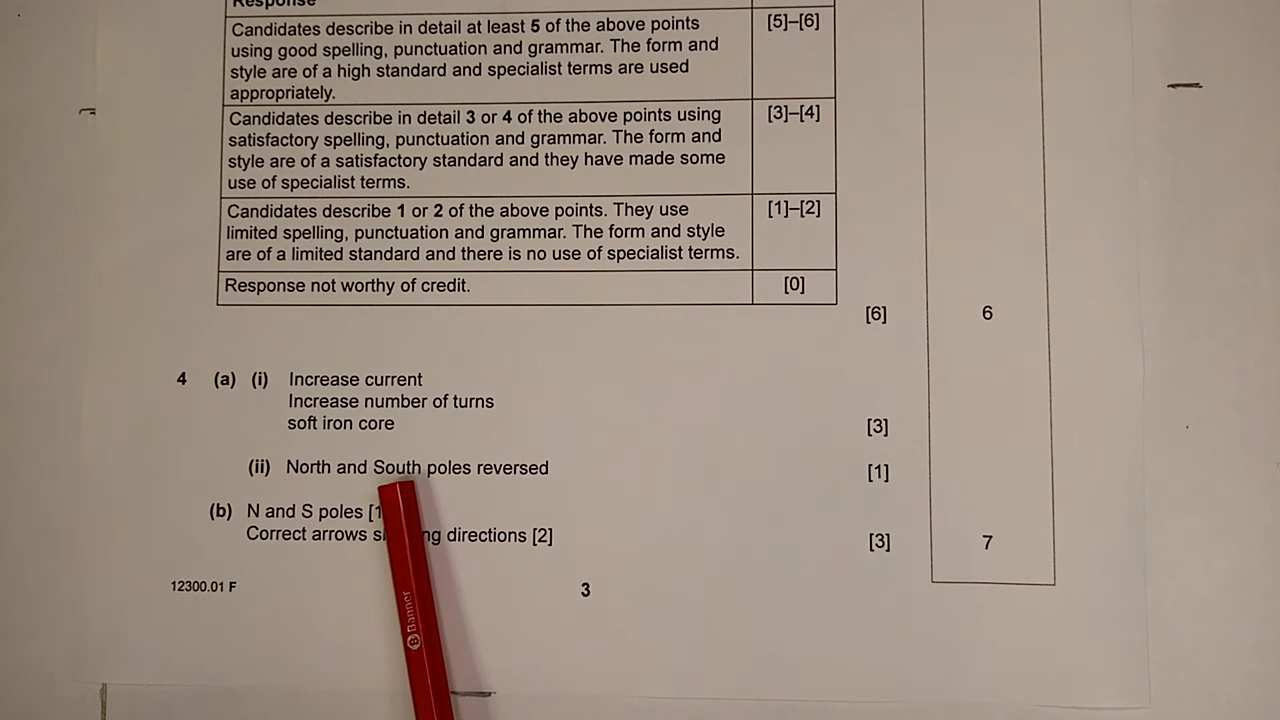 Response
Candidates describe in detail at least 5 of the above points [5]–[6]
using good spelling, punctuation and grammar. The form and
style are of a high standard and specialist terms are used
appropriately.
Candidates describe in detail 3 or 4 of the above points using [3]–[4]
satisfactory spelling, punctuation and grammar. The form and
style are of a satisfactory standard and they have made some
use of specialist terms.
Candidates describe 1 or 2 of the above points. They use [1]–[2]
limited spelling, punctuation and grammar. The form and style
are of a limited standard and there is no use of specialist terms.
Response not worthy of credit. [0]
[6] 6
4 (a) (i) Increase current
Increase number of turns
soft iron core [3]
(ii) North and South poles reversed [1]
(b) N and S poles [1
Correct arrows directions [2] [3] 7
12300.01 F 3
Banner